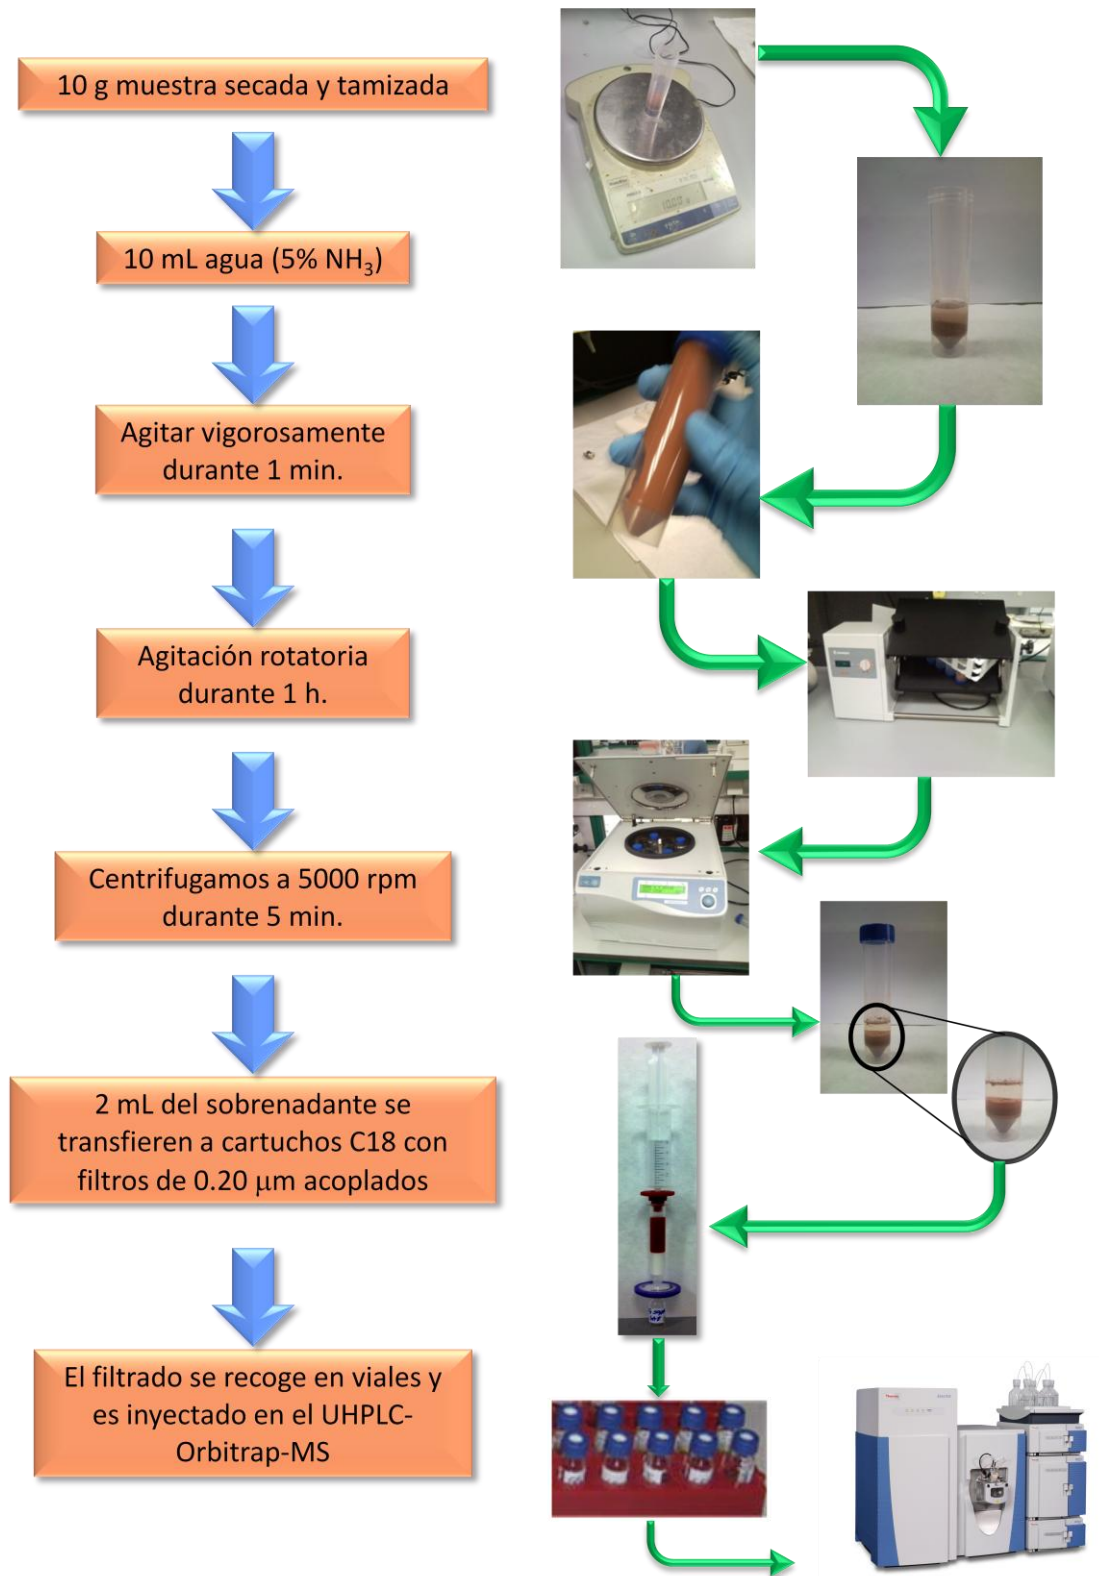 10 g muestra secada y tamizada
10 mL agua (5% NH₃)
Agitar vigorosamente
durante 1 min.
Agitación rotatoria
durante 1 h.
Centrifugamos a 5000 rpm
durante 5 min.
2 mL del sobrenadante se
transfieren a cartuchos C18 con
filtros de 0.20 μm acoplados
El filtrado se recoge en viales y
es inyectado en el UHPLC-
Orbitrap-MS